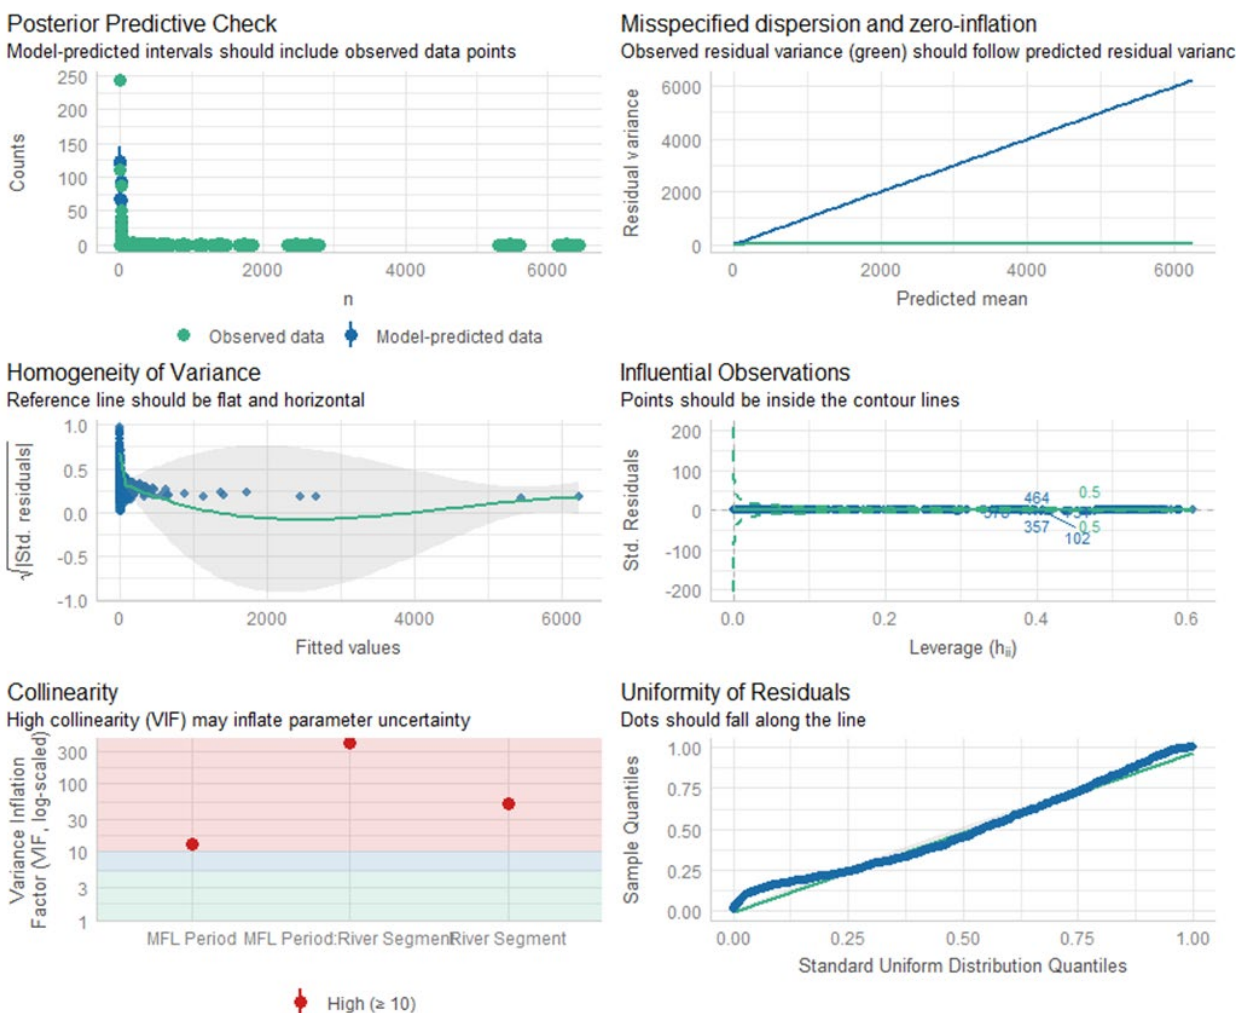 Posterior Predictive Check
Model-predicted intervals should include observed data points
Counts
250
200
150
100
50
0
0 2000 4000 6000
n
Observed data Model-predicted data
Misspecified dispersion and zero-inflation
Observed residual variance (green) should follow predicted residual varianc
Residual variance
6000
4000
2000
0
0 2000 4000 6000
Predicted mean
Homogeneity of Variance
Reference line should be flat and horizontal
√|Std. residuals|
1.0
0.5
0.0
-0.5
-1.0
0 2000 4000 6000
Fitted values
Influential Observations
Points should be inside the contour lines
Std. Residuals
200
100
0
-100
-200
464 0.5
357 0.5
102
0.0 0.2 0.4 0.6
Leverage (hᵢᵢ)
Collinearity
High collinearity (VIF) may inflate parameter uncertainty
Variance Inflation
Factor (VIF, log-scaled)
300
100
30
10
3
1
MFL Period MFL Period:River Segment River Segment
High (≥ 10)
Uniformity of Residuals
Dots should fall along the line
Sample Quantiles
1.00
0.75
0.50
0.25
0.00
0.00 0.25 0.50 0.75 1.00
Standard Uniform Distribution Quantiles